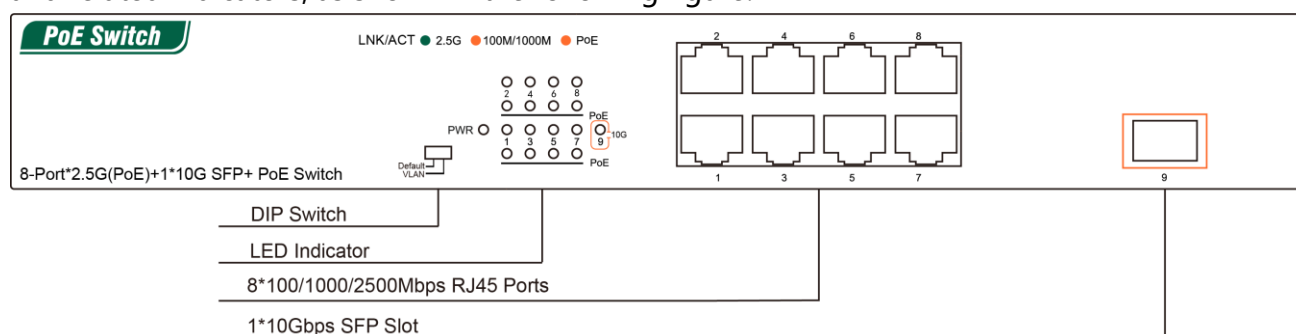 PoE Switch
LNK/ACT 2.5G 100M/1000M PoE
2 4 6 8
2 4 6 8
PoE
PWR
10G
1 3 5 7 9
PoE
Default
VLAN
8-Port*2.5G(PoE)+1*10G SFP+ PoE Switch
1 3 5 7
9
DIP Switch
LED Indicator
8*100/1000/2500Mbps RJ45 Ports
1*10Gbps SFP Slot